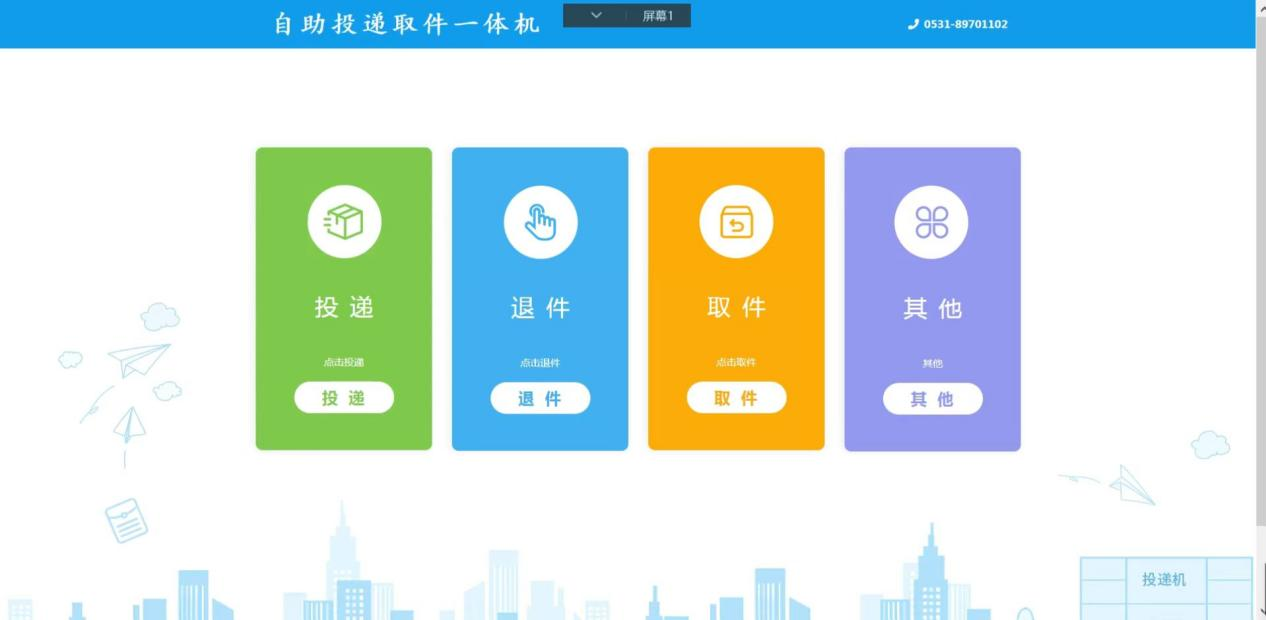 自助投递取件一体机
屏幕1
0531-89701102
投递
退件
取件
其他
点击投递
点击退件
点击取件
其他
投递
退件
取件
其他
投递机